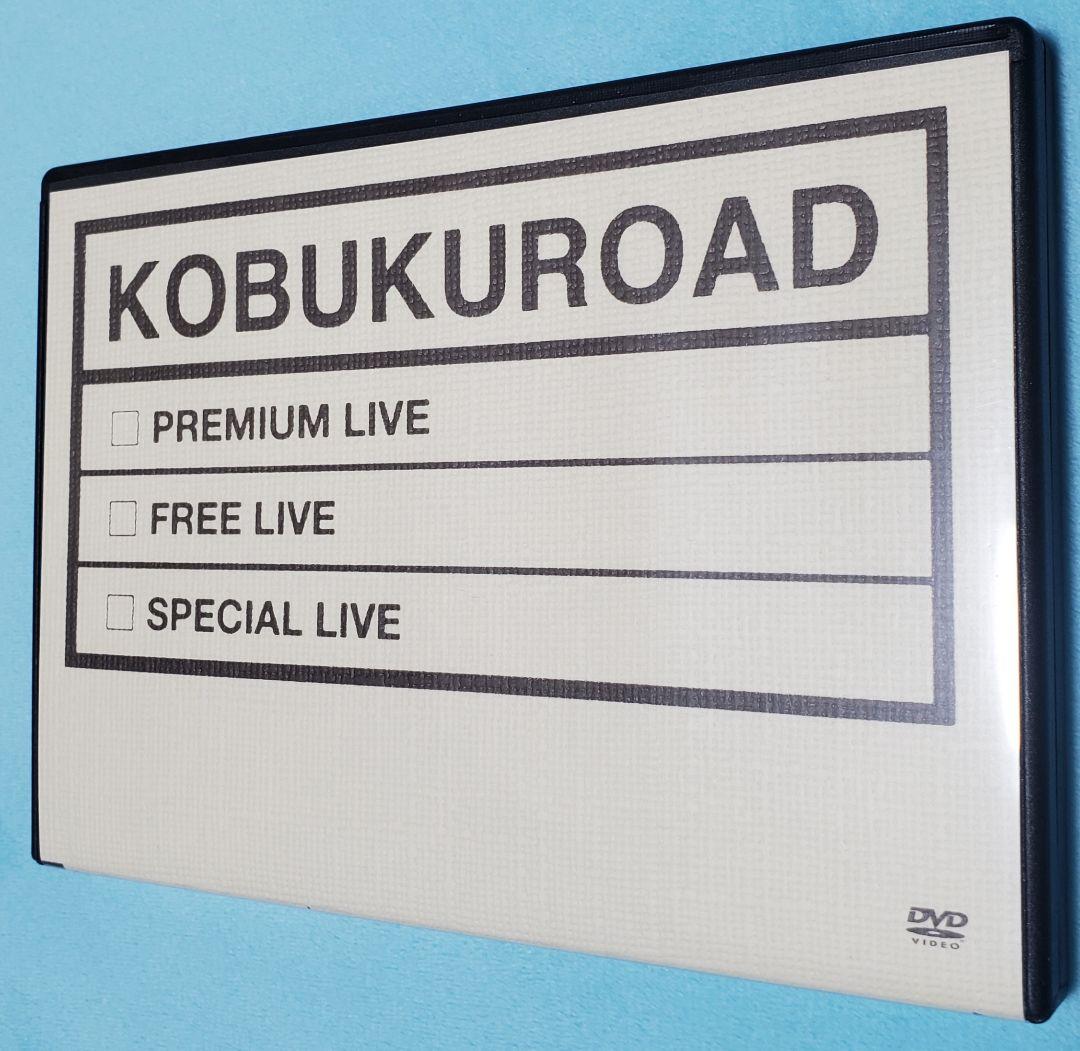 KOBUKUROAD
PREMIUM LIVE
FREE LIVE
SPECIAL LIVE
DVD
VIDEO